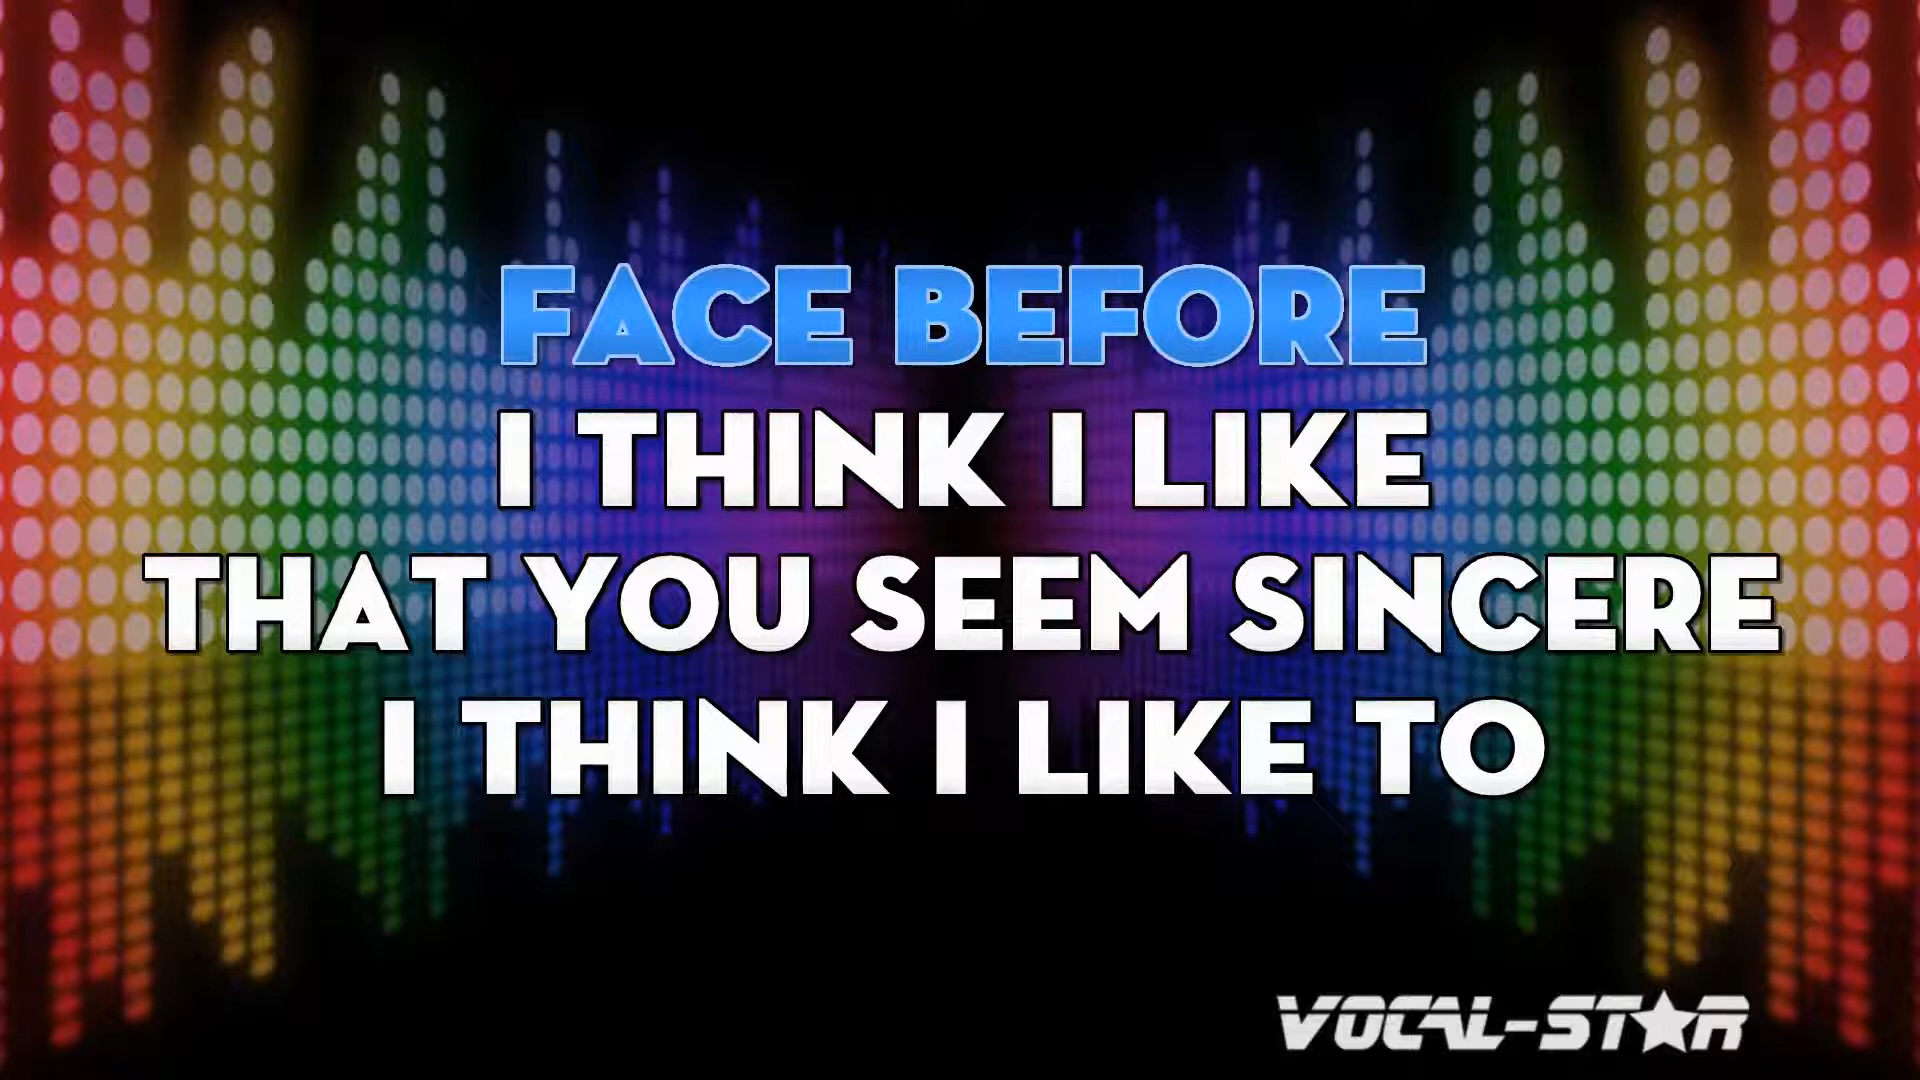 FACE BEFORE
I THINK I LIKE
THAT YOU SEEM SINCERE
I THINK I LIKE TO
VOCAL-STAR